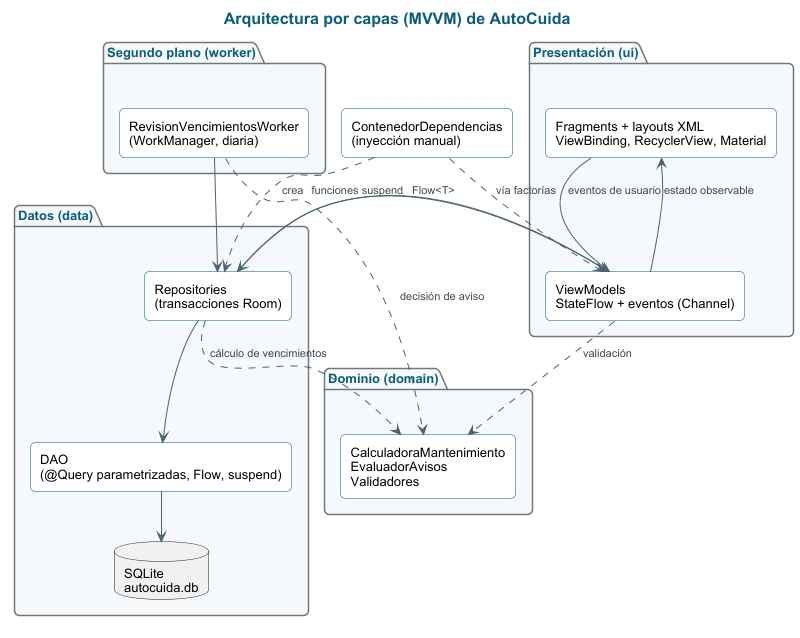 Arquitectura por capas (MVVM) de AutoCuida
Segundo plano (worker)
Presentación (ui)
RevisionVencimientosWorker
(WorkManager, diaria)
ContenedorDependencias
(inyección manual)
Fragments + layouts XML
ViewBinding, RecyclerView, Material
crea
funciones suspend
Flow<T>
vía factorías
eventos de usuario
estado observable
Datos (data)
Repositories
(transacciones Room)
ViewModels
StateFlow + eventos (Channel)
decisión de aviso
cálculo de vencimientos
validación
Dominio (domain)
DAO
(@Query parametrizadas, Flow, suspend)
CalculadoraMantenimiento
EvaluadorAvisos
Validadores
SQLite
autocuida.db